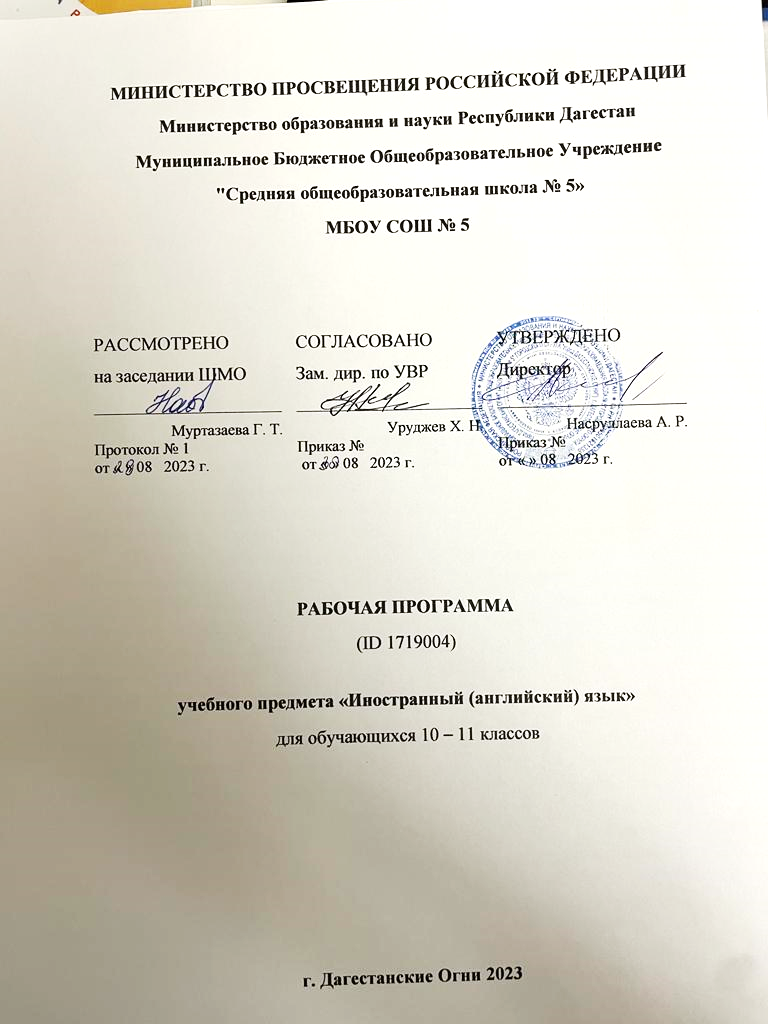 МИНИСТЕРСТВО ПРОСВЕЩЕНИЯ РОССИЙСКОЙ ФЕДЕРАЦИИ
Министерство образования и науки Республики Дагестан
Муниципальное Бюджетное Общеобразовательное Учреждение
"Средняя общеобразовательная школа № 5»
МБОУ СОШ № 5
РАССМОТРЕНО
на заседании ШМО
Муртазаева Г. Т.
Протокол № 1
от 28 08 2023 г.
СОГЛАСОВАНО
Зам. дир. по УВР
Уруджев Х. Н.
Приказ №
от 08 2023 г.
УТВЕРЖДЕНО
Директор
Насруллаева А. Р.
Приказ №
от « » 08 2023 г.
РАБОЧАЯ ПРОГРАММА
(ID 1719004)
учебного предмета «Иностранный (английский) язык»
для обучающихся 10 – 11 классов
г. Дагестанские Огни 2023